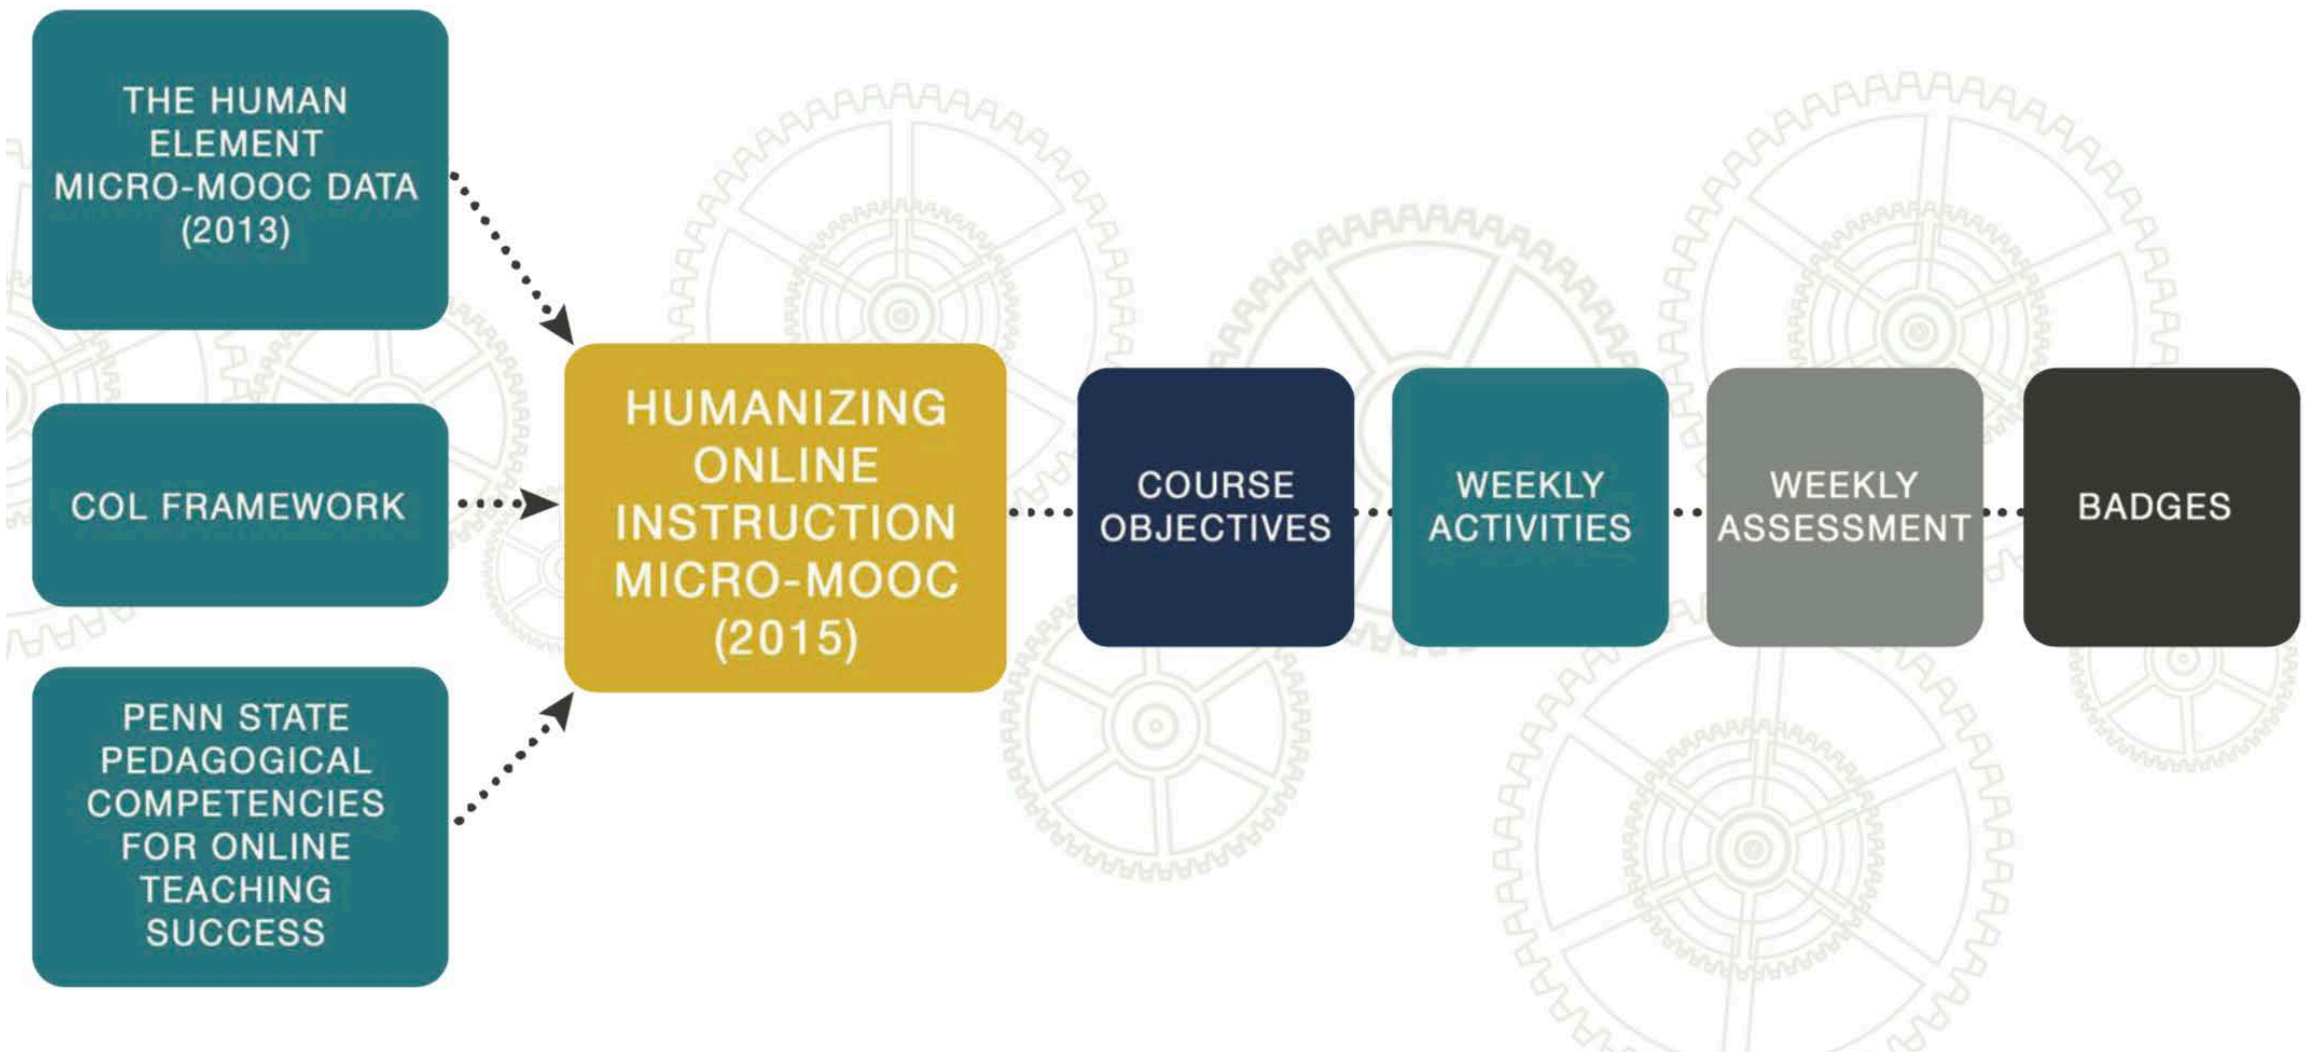 THE HUMAN
ELEMENT
MICRO-MOOC DATA
(2013)
COL FRAMEWORK
PENN STATE
PEDAGOGICAL
COMPETENCIES
FOR ONLINE
TEACHING
SUCCESS
HUMANIZING
ONLINE
INSTRUCTION
MICRO-MOOC
(2015)
COURSE
OBJECTIVES
WEEKLY
ACTIVITIES
WEEKLY
ASSESSMENT
BADGES